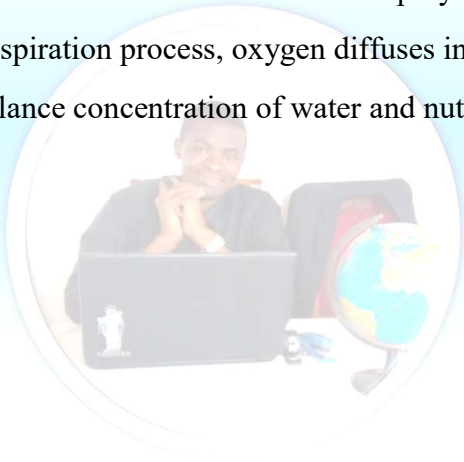 spiration process, oxygen diffuses in
lance concentration of water and nut